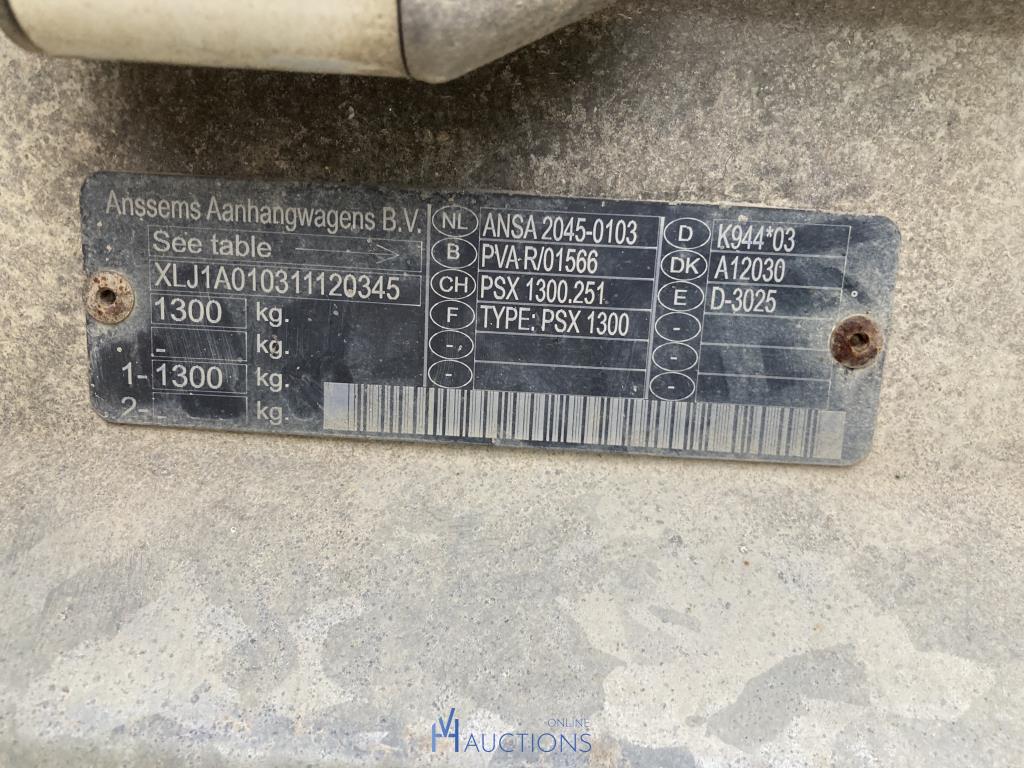 Anssems Aanhangwagens B.V.
See table
XLJ1A010311120345
1300 kg.
- kg.
1- 1300 kg.
2- - kg.
NL ANSA 2045-0103
B PVA R/01566
CH PSX 1300.251
F TYPE: PSX 1300
-
-
D K944*03
DK A12030
E D-3025
-
-
-
VH ONLINE
AUCTIONS